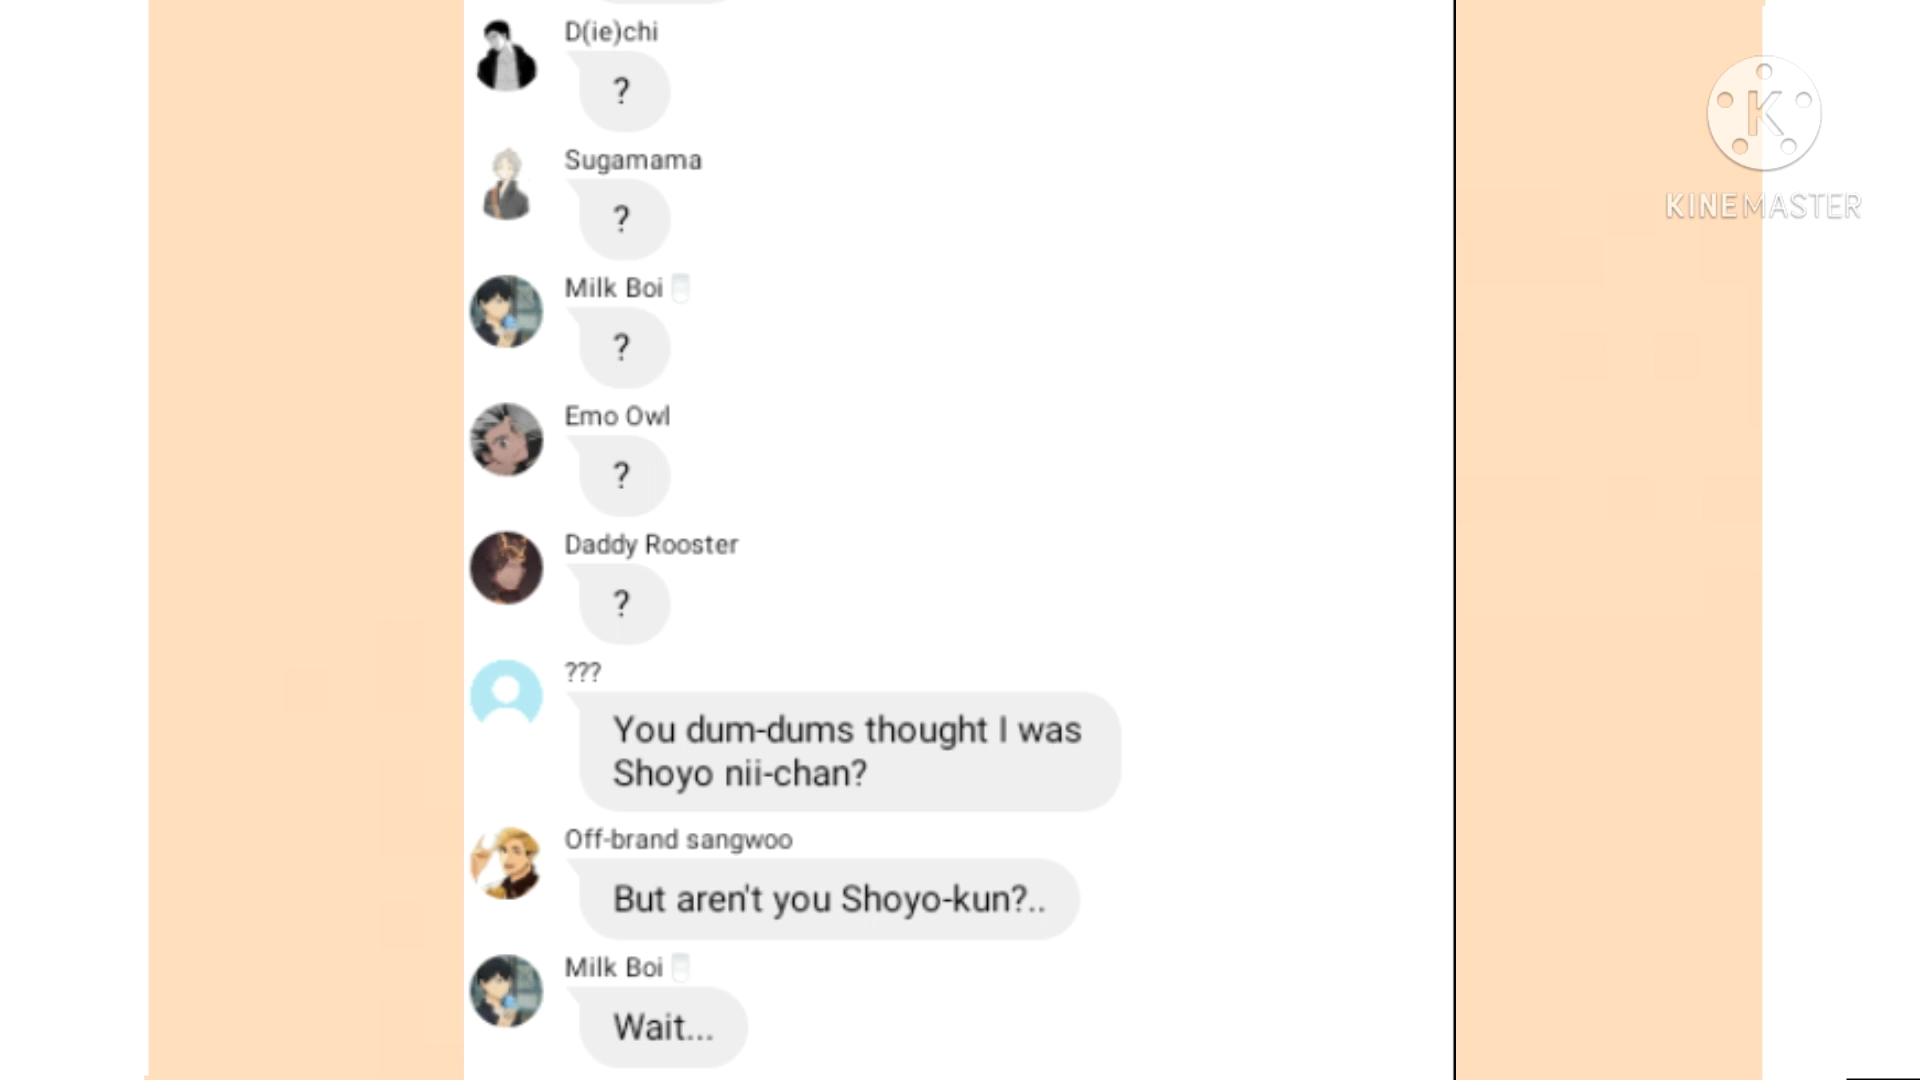 D(ie)chi
?
Sugamama
?
Milk Boi🥛
?
Emo Owl
?
Daddy Rooster
?
???
You dum-dums thought I was
Shoyo nii-chan?
Off-brand sangwoo
But aren't you Shoyo-kun?..
Milk Boi🥛
Wait...
K
KINEMASTER